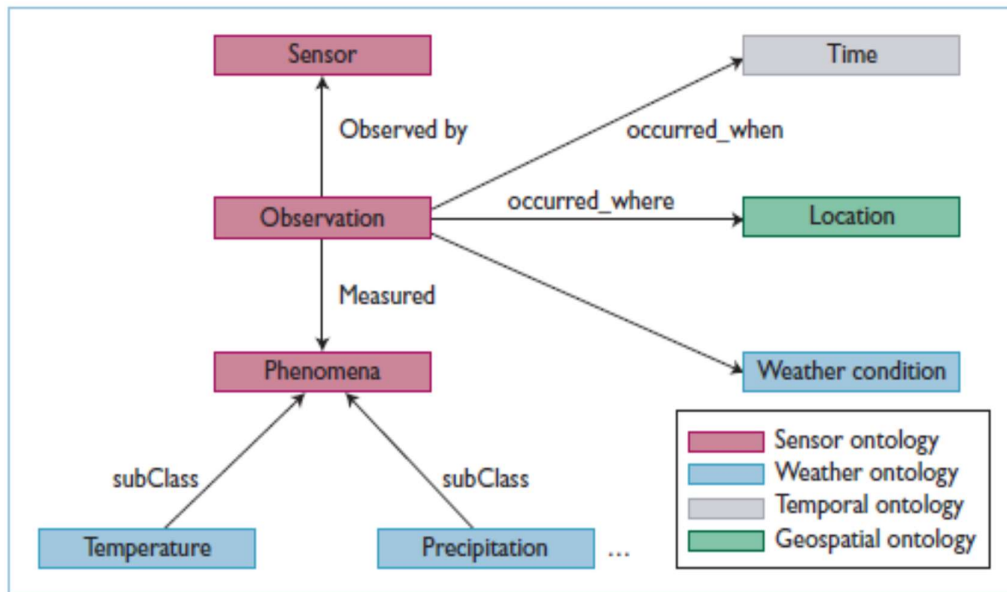 Sensor
Time
Observed by
occurred_when
occurred_where
Observation
Location
Measured
Phenomena
Weather condition
subClass
subClass
Temperature
Precipitation
...
Sensor ontology
Weather ontology
Temporal ontology
Geospatial ontology